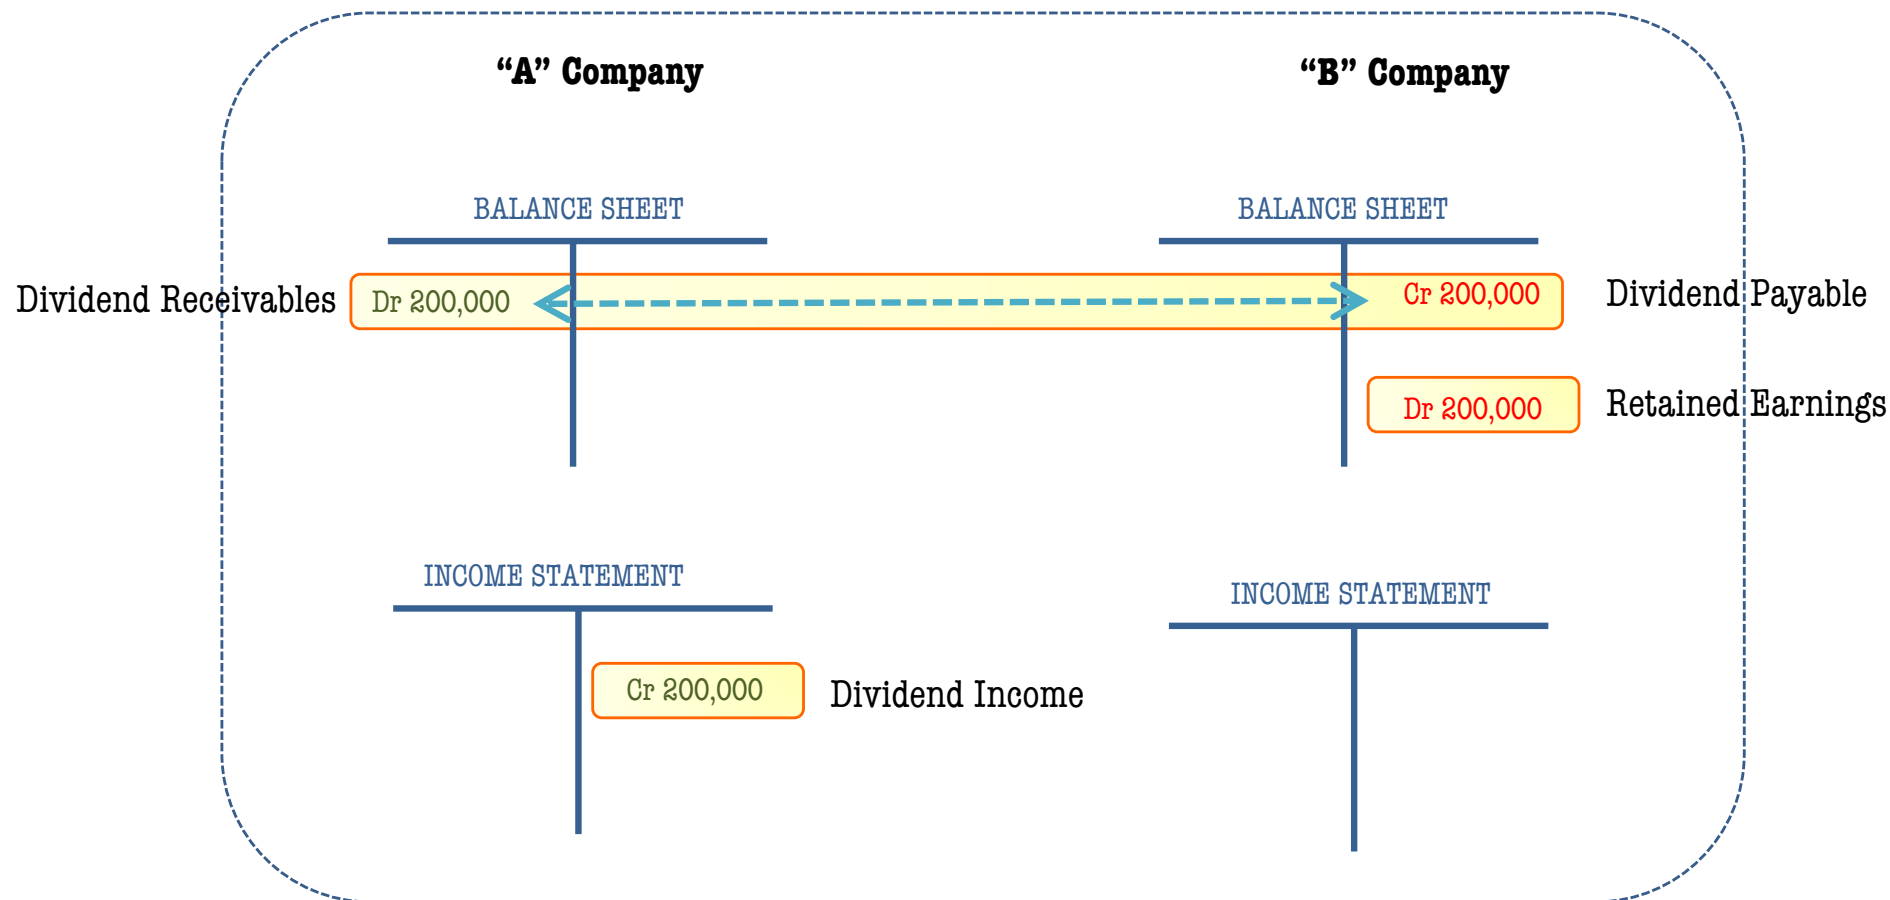 “A” Company
“B” Company
BALANCE SHEET
BALANCE SHEET
Dividend Receivables
Dr 200,000
Cr 200,000
Dividend Payable
Dr 200,000
Retained Earnings
INCOME STATEMENT
INCOME STATEMENT
Cr 200,000
Dividend Income